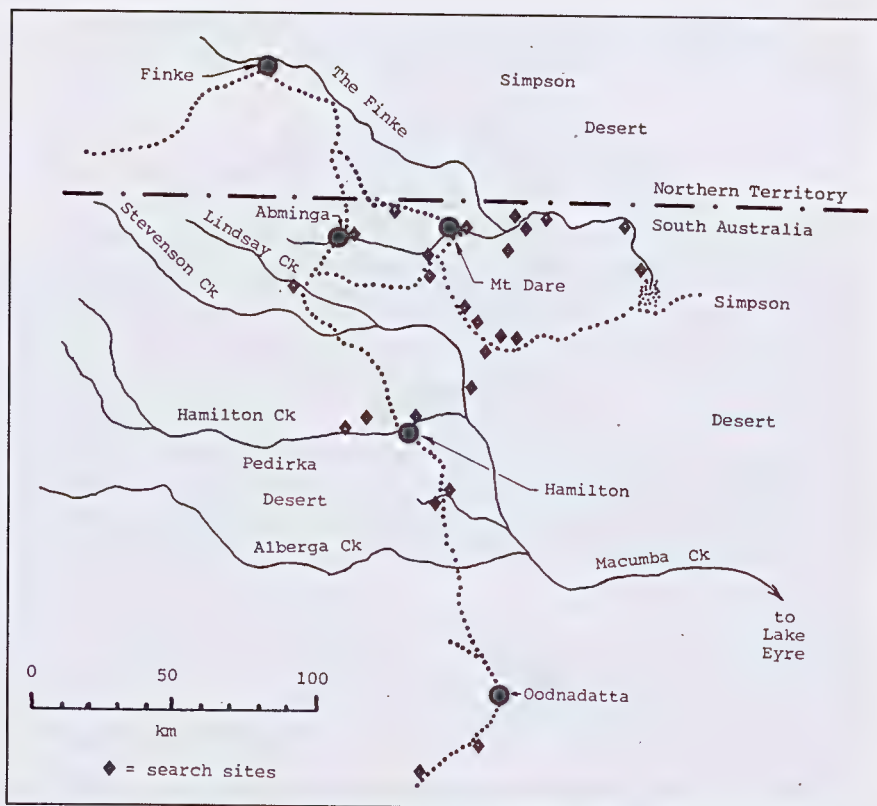 Finke
The Finke
Simpson
Desert
Northern Territory
South Australia
Abminga
Lindsay Ck
Stevenson Ck
Mt Dare
Simpson
Desert
Hamilton Ck
Pedirka
Desert
Hamilton
Alberga Ck
Macumba Ck
to
Lake
Eyre
0 50 100
km
Oodnadatta
= search sites